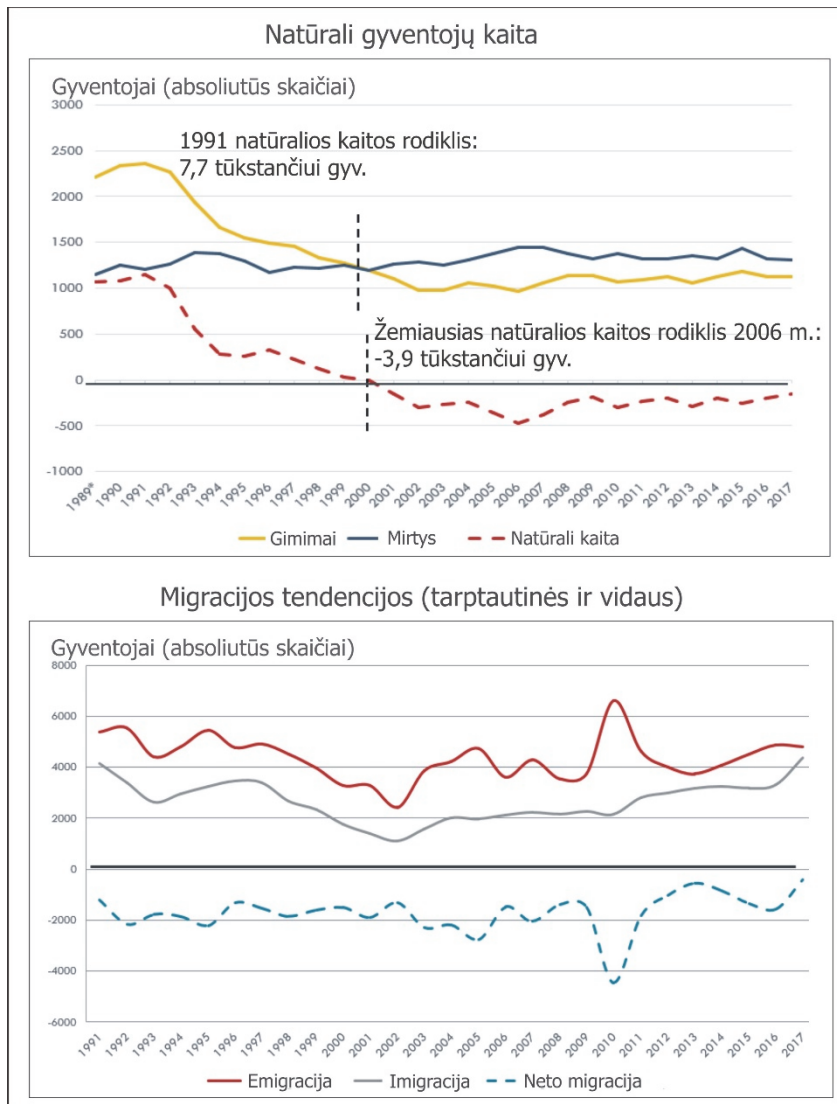 Natūrali gyventojų kaita
Gyventojai (absoliutūs skaičiai)
3000
2500
2000
1500
1000
500
0
-500
-1000
1991 natūralios kaitos rodiklis:
7,7 tūkstančiui gyv.
Žemiausias natūralios kaitos rodiklis 2006 m.:
-3,9 tūkstančiui gyv.
1989* 1990 1991 1992 1993 1994 1995 1996 1997 1998 1999 2000 2001 2002 2003 2004 2005 2006 2007 2008 2009 2010 2011 2012 2013 2014 2015 2016 2017
Gimimai Mirtys Natūrali kaita
Migracijos tendencijos (tarptautinės ir vidaus)
Gyventojai (absoliutūs skaičiai)
8000
6000
4000
2000
0
-2000
-4000
-6000
1991 1992 1993 1994 1995 1996 1997 1998 1999 2000 2001 2002 2003 2004 2005 2006 2007 2008 2009 2010 2011 2012 2013 2014 2015 2016 2017
Emigracija Imigracija Neto migracija